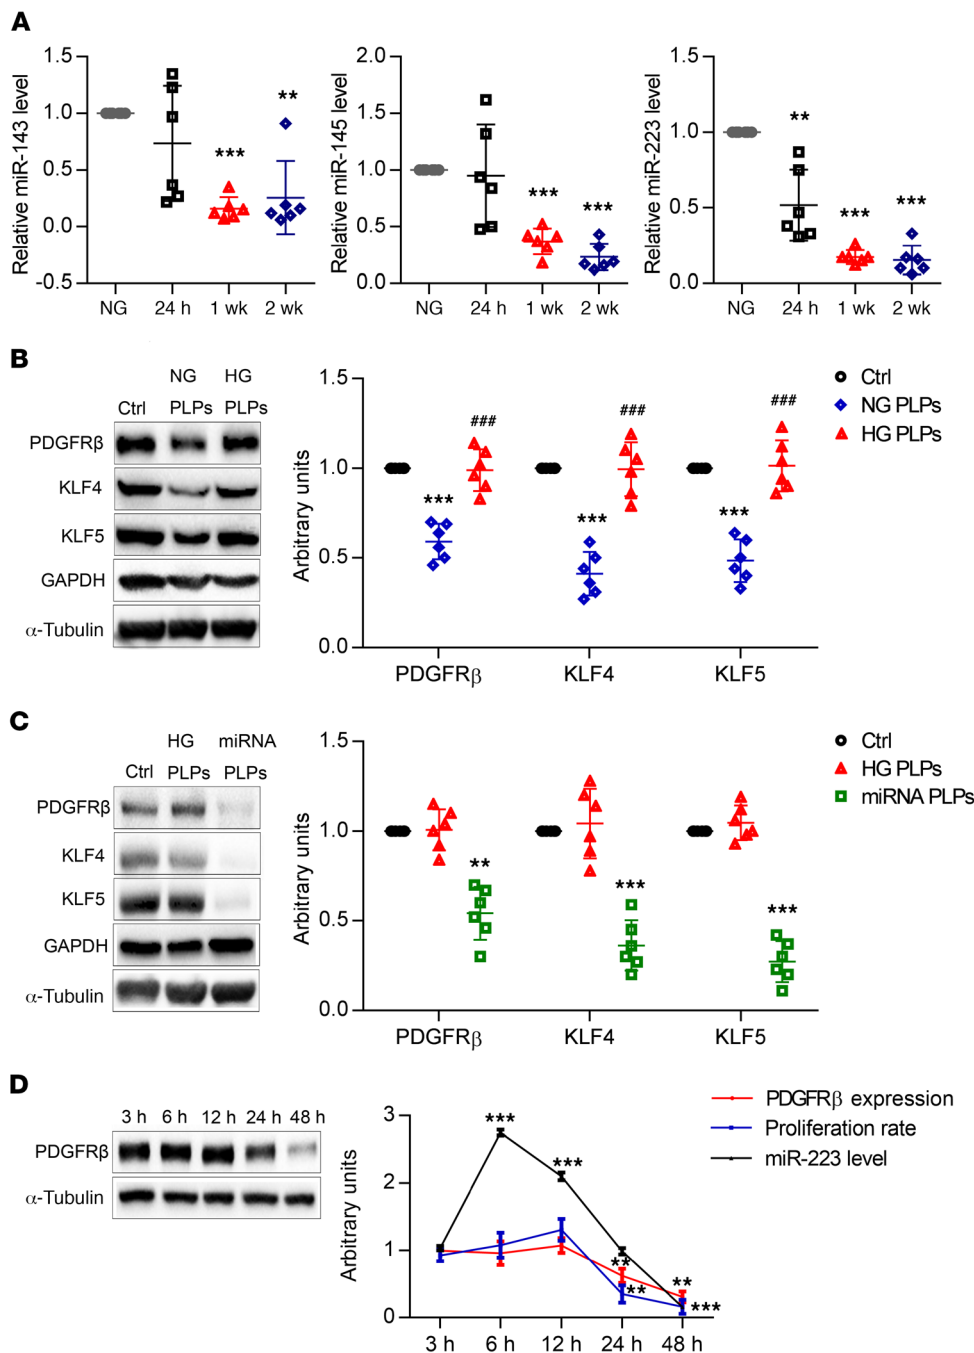 A
1.5
1.0
0.5
0.0
-0.5
Relative miR-143 level
***
**
NG
24 h
1 wk
2 wk
2.0
1.5
1.0
0.5
0.0
Relative miR-145 level
***
***
NG
24 h
1 wk
2 wk
1.5
1.0
0.5
0.0
Relative miR-223 level
**
***
***
NG
24 h
1 wk
2 wk
B
NG HG
Ctrl PLPs PLPs
PDGFRβ
KLF4
KLF5
GAPDH
α-Tubulin
1.5
1.0
0.5
0.0
Arbitrary units
***
###
***
###
***
###
PDGFRβ
KLF4
KLF5
Ctrl
NG PLPs
HG PLPs
C
HG miRNA
Ctrl PLPs PLPs
PDGFRβ
KLF4
KLF5
GAPDH
α-Tubulin
1.5
1.0
0.5
0.0
Arbitrary units
**
***
***
PDGFRβ
KLF4
KLF5
Ctrl
HG PLPs
miRNA PLPs
D
3 h 6 h 12 h 24 h 48 h
PDGFRβ
α-Tubulin
3
2
1
0
Arbitrary units
***
***
**
**
**
***
3 h
6 h
12 h
24 h
48 h
PDGFRβ expression
Proliferation rate
miR-223 level